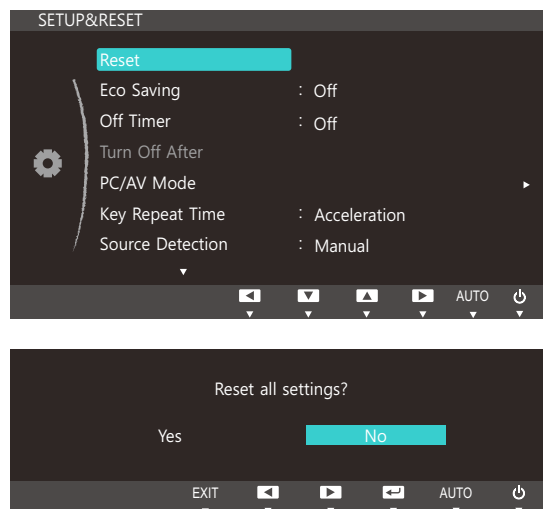 SETUP&RESET
Reset
Eco Saving : Off
Off Timer : Off
Turn Off After
PC/AV Mode
Key Repeat Time : Acceleration
Source Detection : Manual
AUTO
Reset all settings?
Yes No
EXIT AUTO